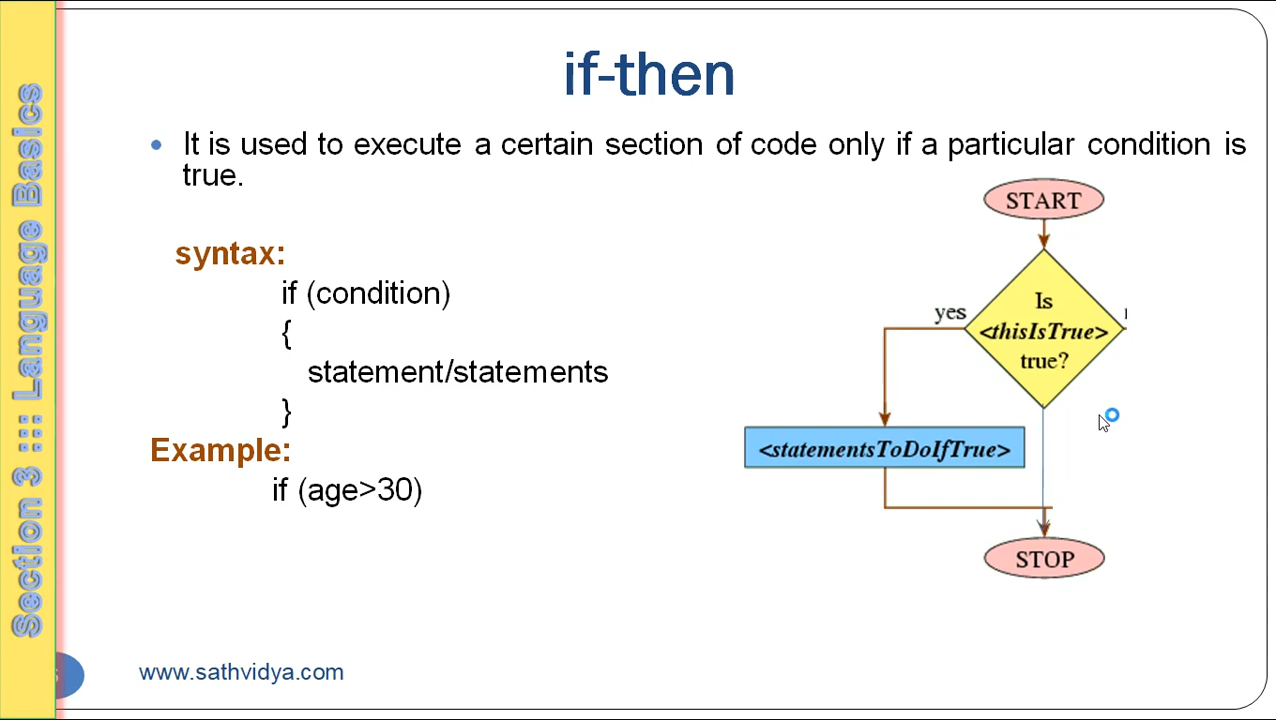 if-then
• It is used to execute a certain section of code only if a particular condition is
true.
syntax:
if (condition)
{
statement/statements
}
Example:
if (age>30)
START
Is
<thisIsTrue>
true?
yes
<statementsToDoIfTrue>
STOP
www.sathvidya.com
Section 3 ::: Language Basics